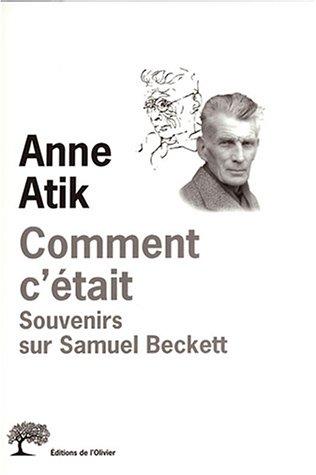 Anne
Atik
Comment
c'était
Souvenirs
sur Samuel Beckett
Éditions de l'Olivier